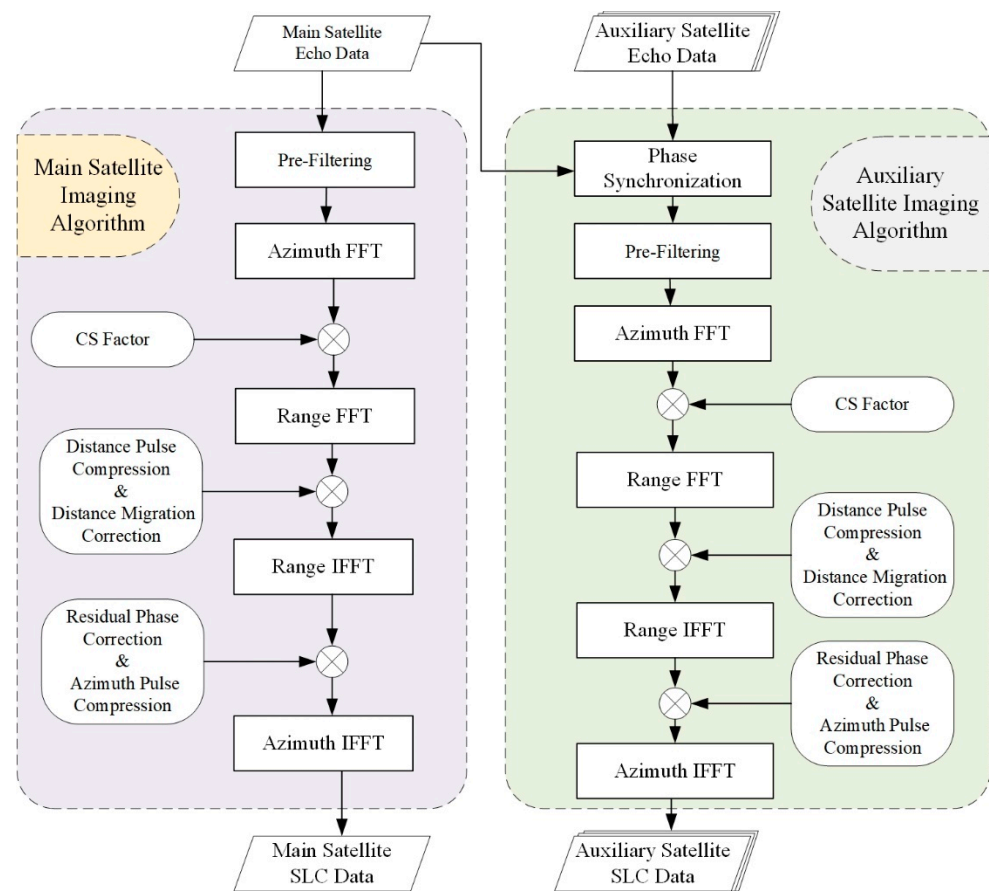 Main Satellite
Echo Data
Auxiliary Satellite
Echo Data
Main Satellite
Imaging
Algorithm
Pre-Filtering
Azimuth FFT
CS Factor
Range FFT
Distance Pulse
Compression
&
Distance Migration
Correction
Range IFFT
Residual Phase
Correction
&
Azimuth Pulse
Compression
Azimuth IFFT
Main Satellite
SLC Data
Phase
Synchronization
Auxiliary
Satellite Imaging
Algorithm
Pre-Filtering
Azimuth FFT
CS Factor
Range FFT
Distance Pulse
Compression
&
Distance Migration
Correction
Range IFFT
Residual Phase
Correction
&
Azimuth Pulse
Compression
Azimuth IFFT
Auxiliary Satellite
SLC Data